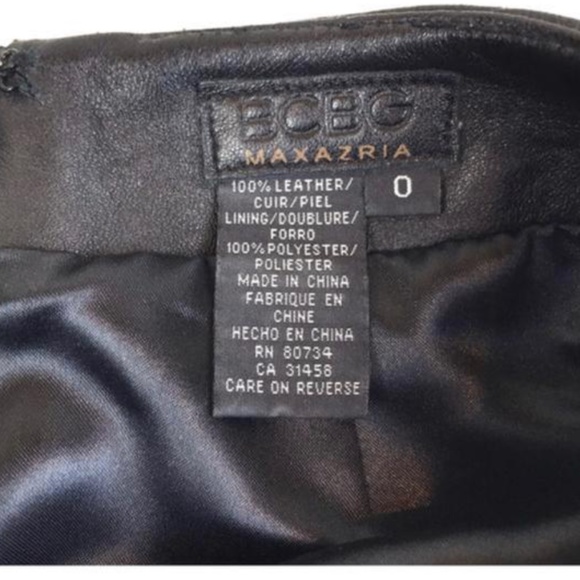 BCBG
MAXAZRIA
0
100% LEATHER/
CUIR/PIEL
LINING/DOUBLURE/
FORRO
100% POLYESTER/
POLIESTER
MADE IN CHINA
FABRIQUE EN
CHINE
HECHO EN CHINA
RN 80734
CA 31458
CARE ON REVERSE